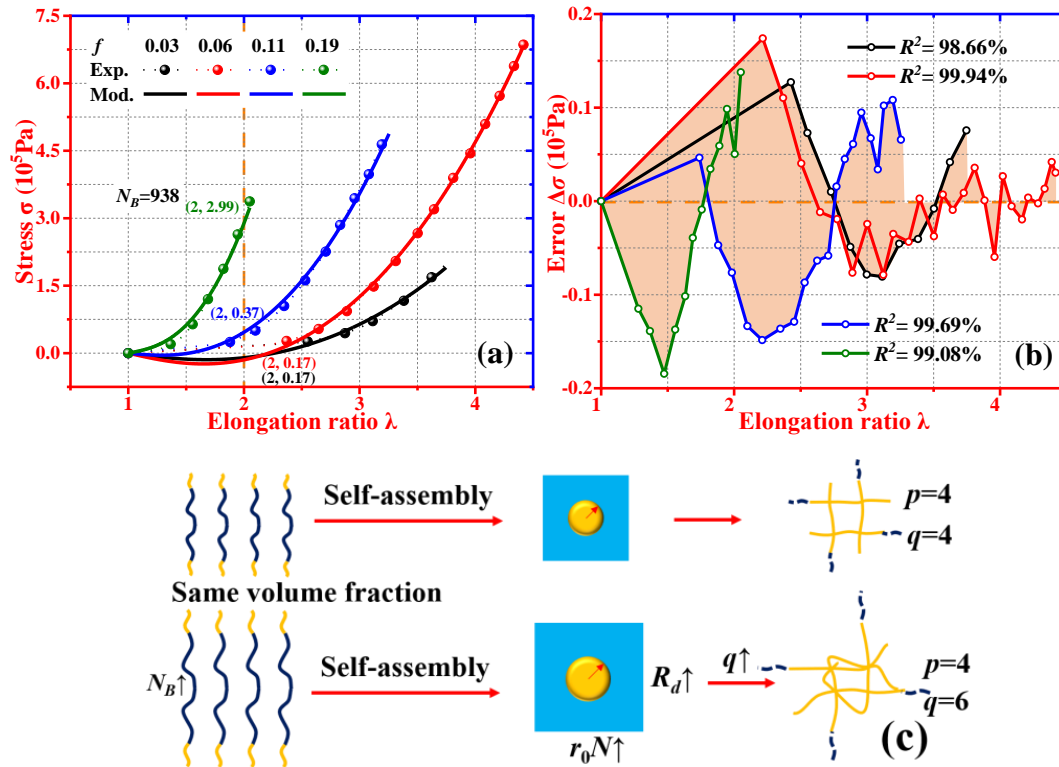 7.5
6.0
4.5
3.0
1.5
0.0
Stress σ (10⁵Pa)
f 0.03 0.06 0.11 0.19
Exp.
Mod.
N_B=938
(2, 2.99)
(2, 0.37)
(2, 0.17)
(2, 0.17)
(a)
1 2 3 4
Elongation ratio λ
0.2
0.1
0.0
-0.1
-0.2
Error Δσ (10⁵Pa)
R²= 98.66%
R²= 99.94%
R²= 99.69%
R²= 99.08%
(b)
1 2 3 4
Elongation ratio λ
Self-assembly
p=4
q=4
Same volume fraction
N_B↑
Self-assembly
R_d↑
q↑
p=4
q=6
r₀N↑
(c)